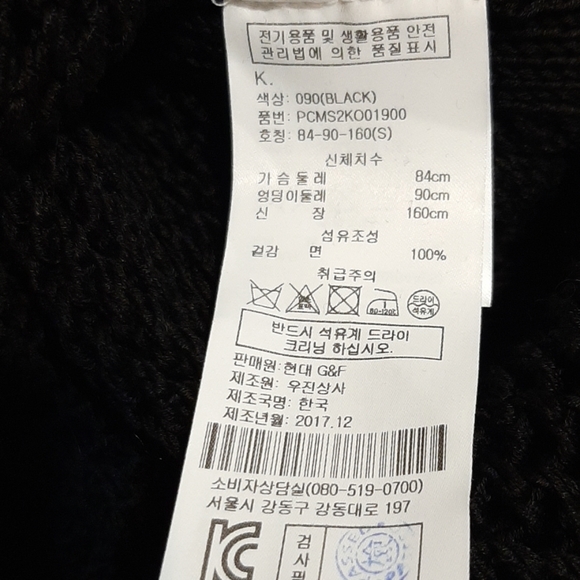 전기용품 및 생활용품 안전
관리법에 의한 품질표시
K.
색상: 090(BLACK)
품번: PCMS2KO01900
호칭: 84-90-160(S)
신체치수
가슴둘레 84cm
엉덩이둘레 90cm
신 장 160cm
섬유조성
겉감 면 100%
취급주의
80-120℃ 드라이
석유계
반드시 석유계 드라이
크리닝 하십시오.
판매원:현대 G&F
제조원: 우진상사
제조국명: 한국
제조년월: 2017.12
소비자상담실(080-519-0700)
서울시 강동구 강동대로 197
검
사